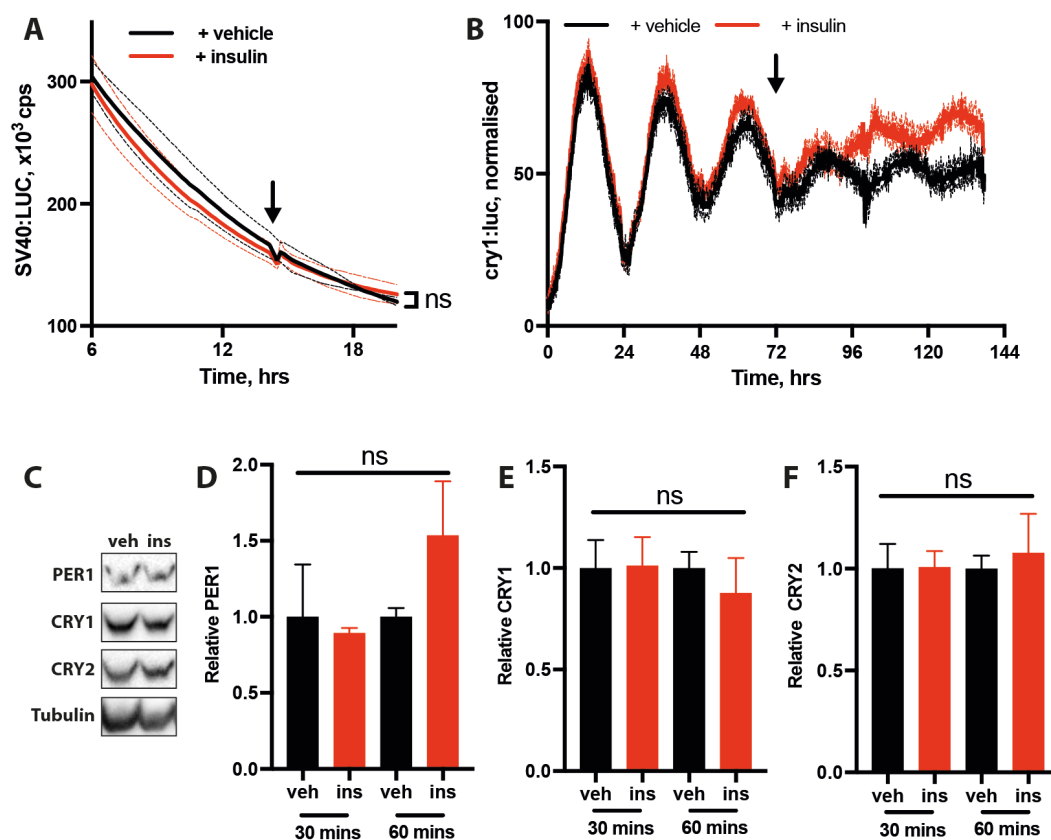 A
+ vehicle
+ insulin
SV40:LUC, x10³ cps
300
200
100
6
12
18
Time, hrs
ns
B
+ vehicle
+ insulin
cry1:luc, normalised
100
50
0
0
24
48
72
96
120
144
Time, hrs
C
veh ins
PER1
CRY1
CRY2
Tubulin
D
ns
Relative PER1
2.0
1.5
1.0
0.5
0.0
veh ins veh ins
30 mins 60 mins
E
ns
Relative CRY1
1.5
1.0
0.5
0.0
veh ins veh ins
30 mins 60 mins
F
ns
Relative CRY2
1.5
1.0
0.5
0.0
veh ins veh ins
30 mins 60 mins